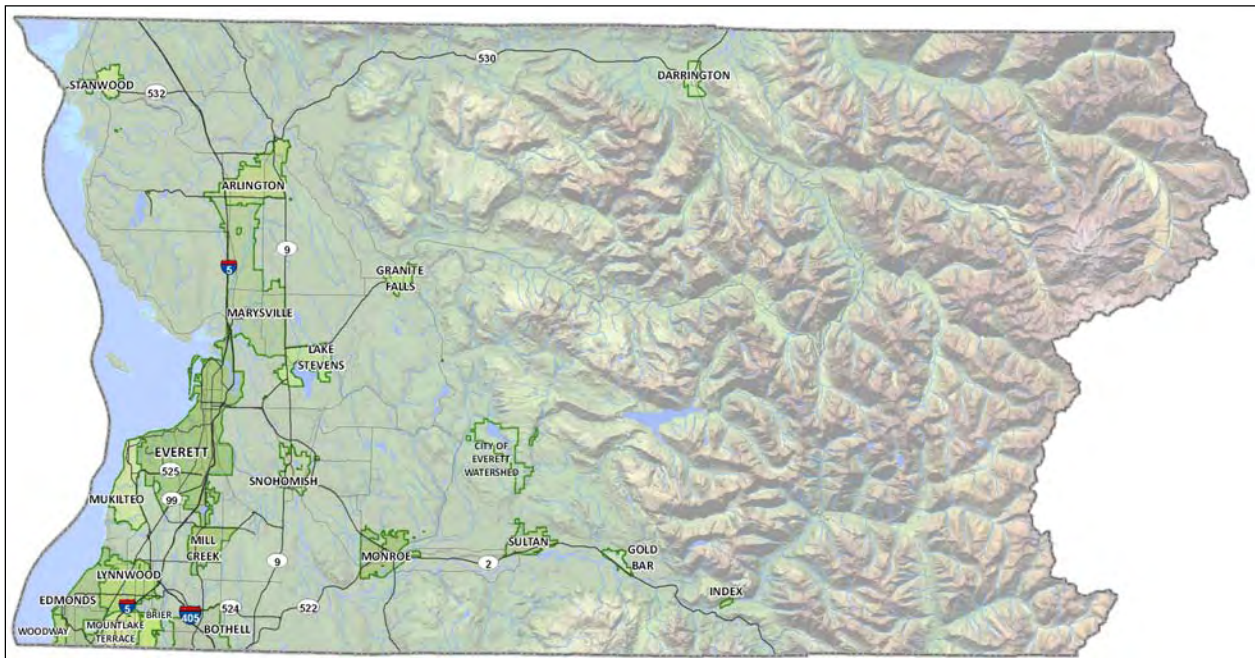 530
DARRINGTON
STANWOOD
532
ARLINGTON
9
5
GRANITE
FALLS
MARYSVILLE
LAKE
STEVENS
EVERETT
525
CITY OF
EVERETT
WATERSHED
SNOHOMISH
MUKILTEO
99
MILL
CREEK
MONROE
SULTAN
2
GOLD
BAR
9
LYNNWOOD
INDEX
EDMONDS
5
BRIER
405
524
522
WOODWAY
MOUNTLAKE
TERRACE
BOTHELL